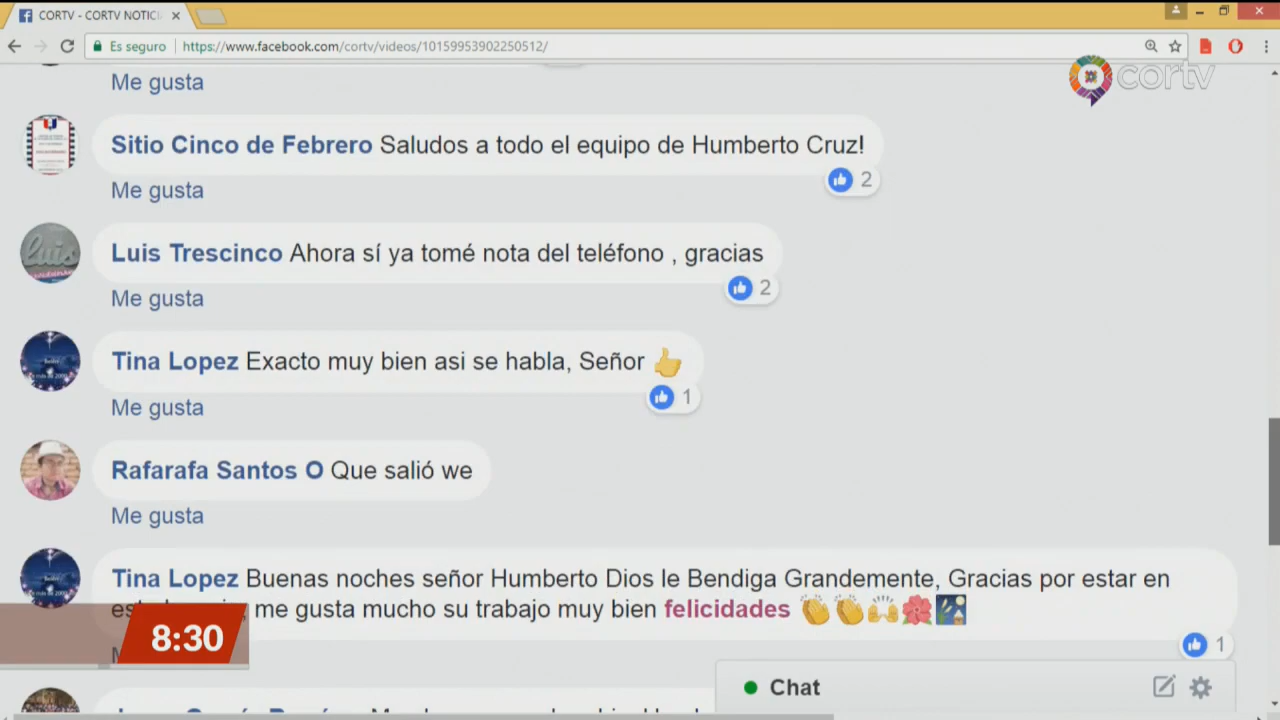 CORTV - CORTV NOTICI
Es seguro
https://www.facebook.com/cortv/videos/10159953902250512/
cortv
Me gusta
Sitio Cinco de Febrero Saludos a todo el equipo de Humberto Cruz!
2
Me gusta
Luis Trescinco Ahora sí ya tomé nota del teléfono , gracias
2
Me gusta
Tina Lopez Exacto muy bien asi se habla, Señor 👍
1
Me gusta
Rafarafa Santos O Que salió we
Me gusta
Tina Lopez Buenas noches señor Humberto Dios le Bendiga Grandemente, Gracias por estar en
me gusta mucho su trabajo muy bien felicidades 👏👏🙌🌺🎑
1
8:30
Chat